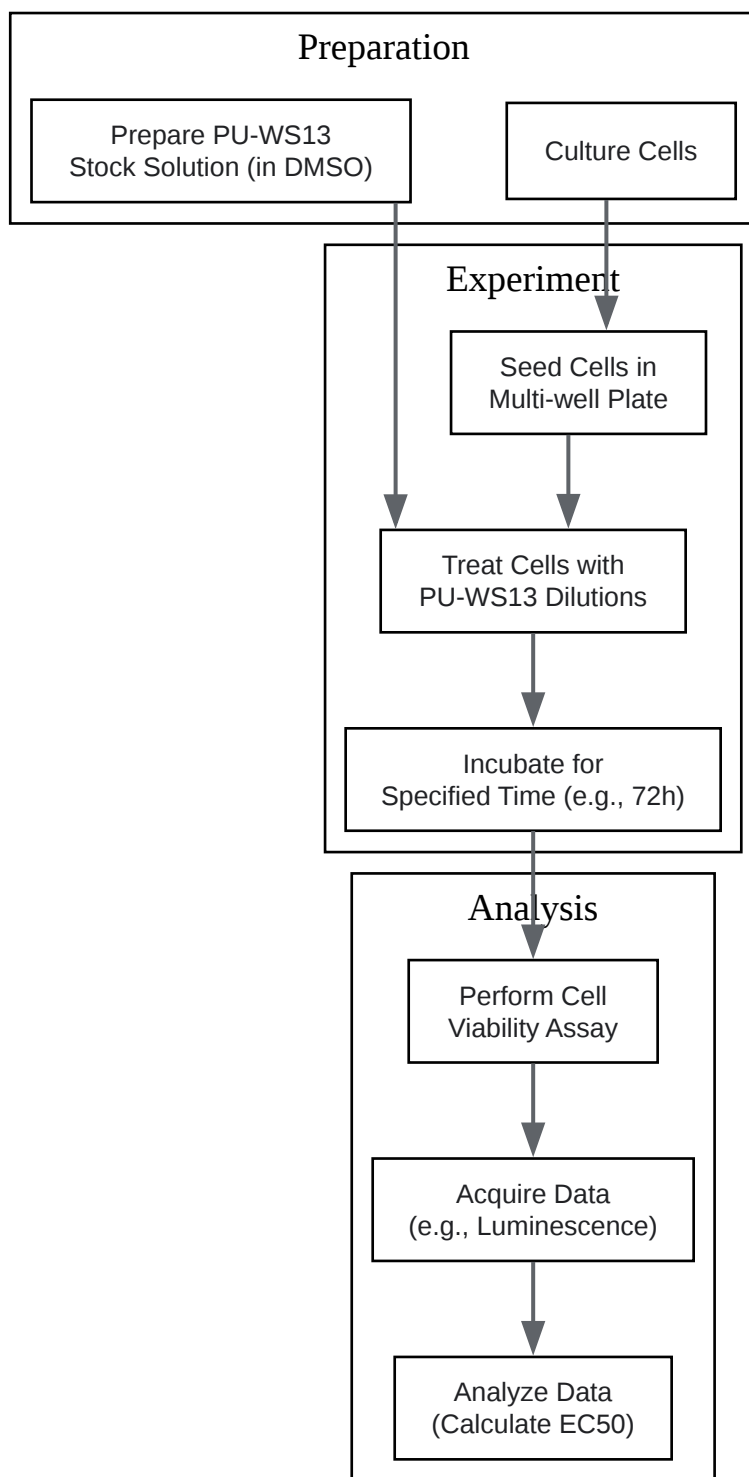 Preparation
Prepare PU-WS13
Stock Solution (in DMSO)
Culture Cells
Experiment
Seed Cells in
Multi-well Plate
Treat Cells with
PU-WS13 Dilutions
Incubate for
Specified Time (e.g., 72h)
Analysis
Perform Cell
Viability Assay
Acquire Data
(e.g., Luminescence)
Analyze Data
(Calculate EC50)